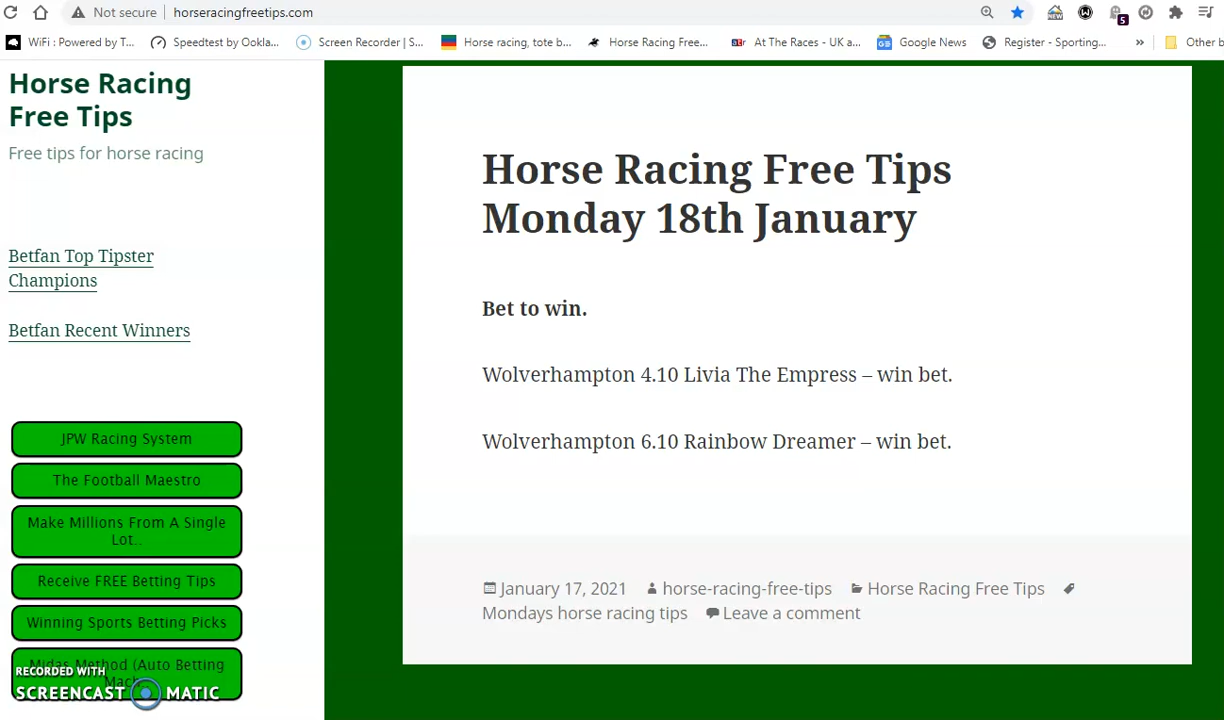 Not secure
horseracingfreetips.com
5
WiFi : Powered by T...
Speedtest by Ookla...
Screen Recorder | S...
Horse racing, tote b...
Horse Racing Free...
At The Races - UK a...
Google News
Register - Sporting...
»
Other b
Horse Racing
Free Tips
Free tips for horse racing
Betfan Top Tipster
Champions
Betfan Recent Winners
JPW Racing System
The Football Maestro
Make Millions From A Single
Lot..
Receive FREE Betting Tips
Winning Sports Betting Picks
Midas Method (Auto Betting
RECORDED WITH
SCREENCAST MATIC
Horse Racing Free Tips
Monday 18th January
Bet to win.
Wolverhampton 4.10 Livia The Empress – win bet.
Wolverhampton 6.10 Rainbow Dreamer – win bet.
January 17, 2021 horse-racing-free-tips Horse Racing Free Tips
Mondays horse racing tips Leave a comment